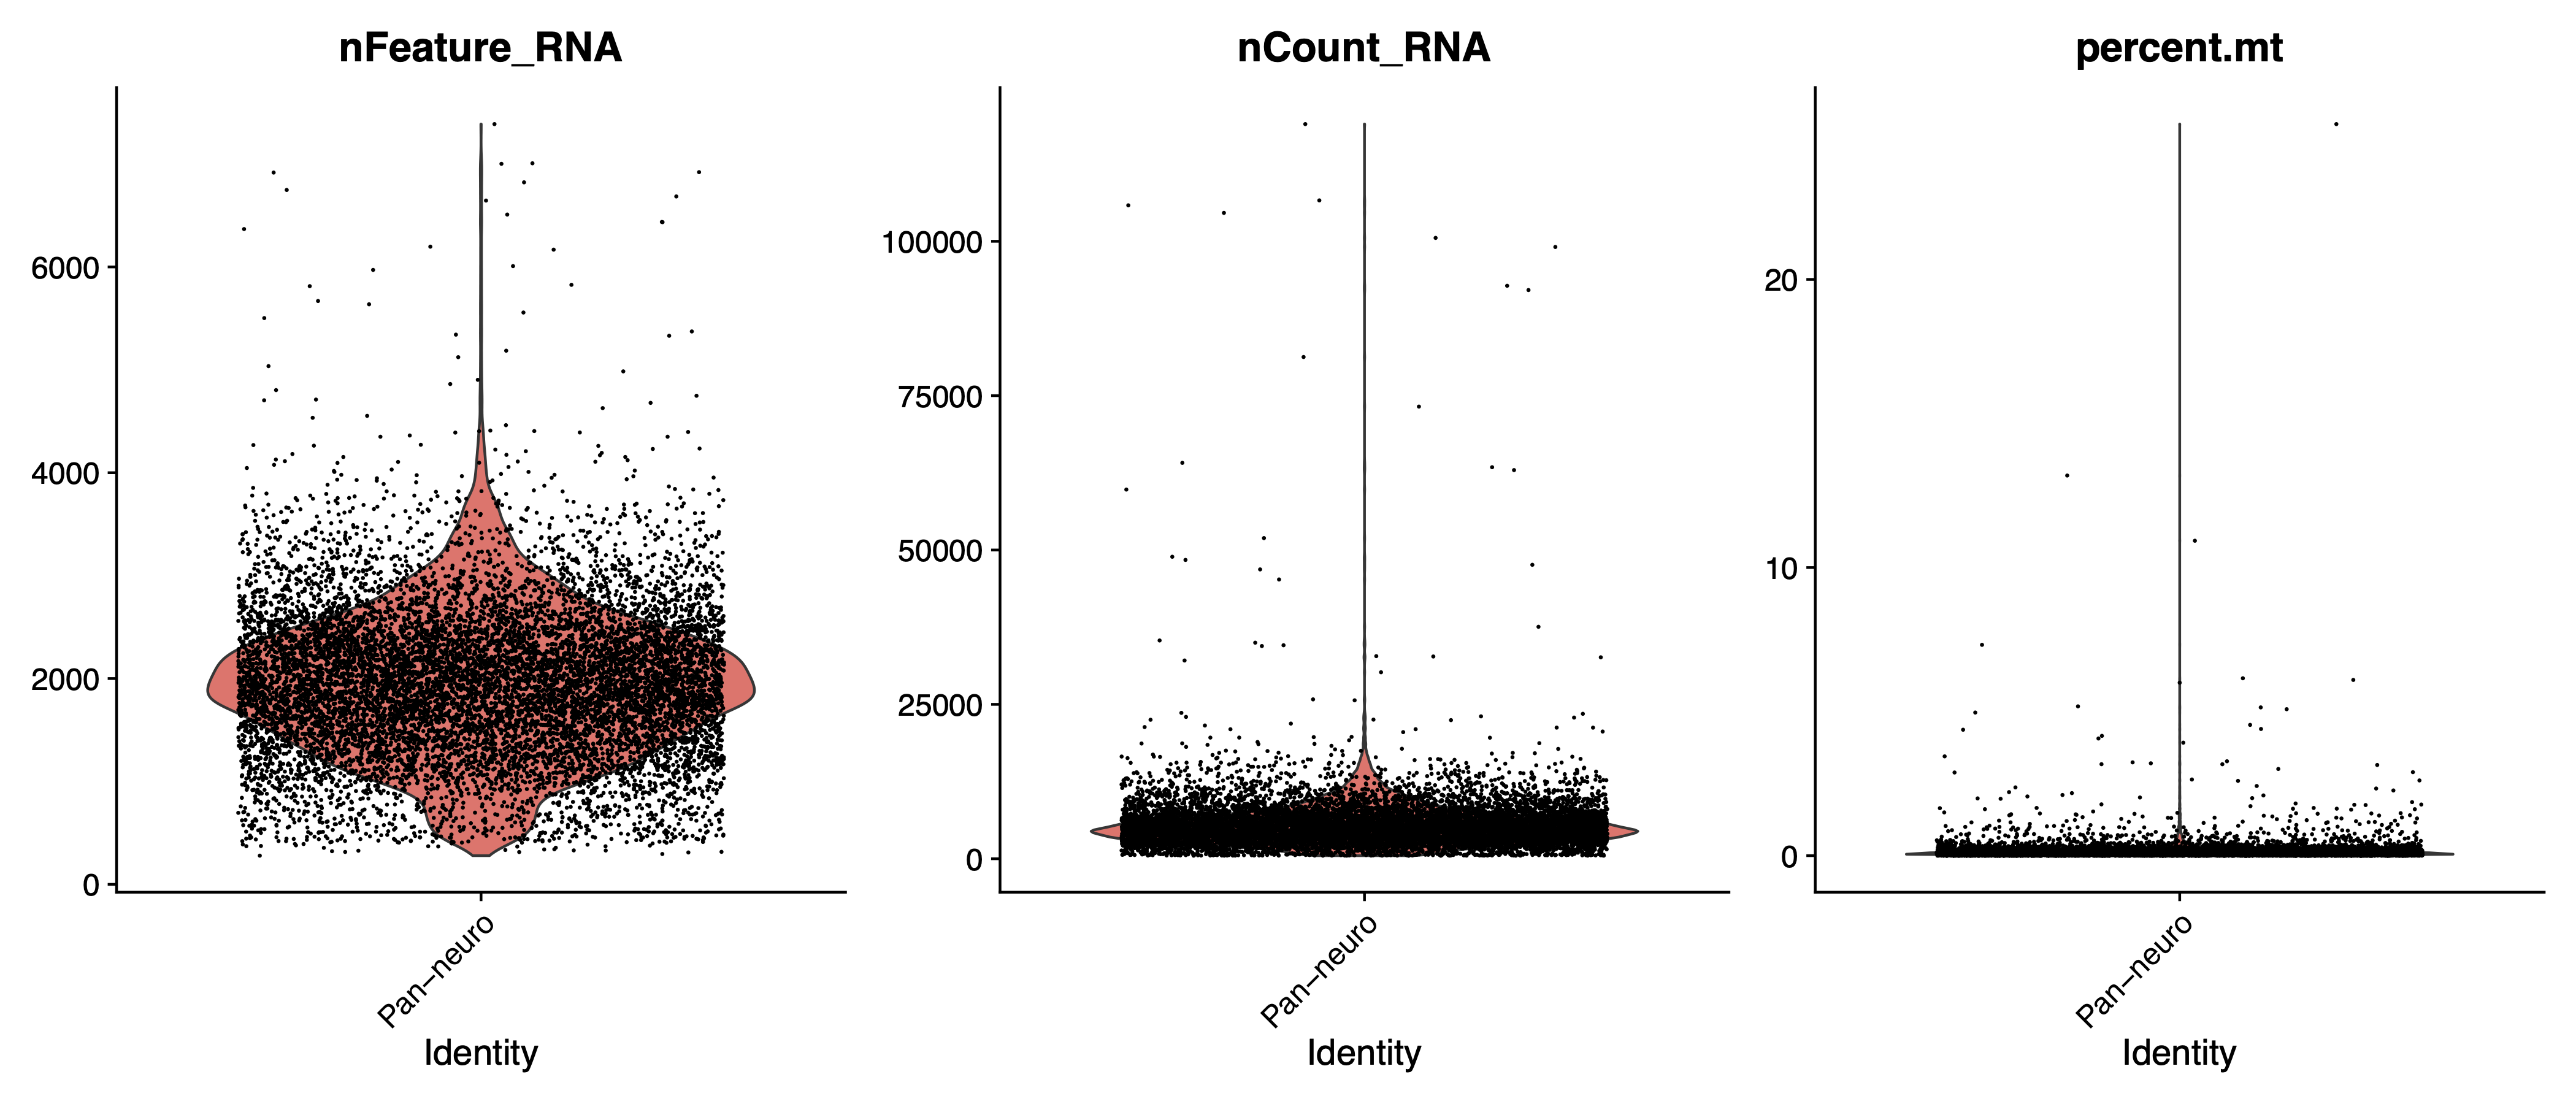 nFeature_RNA
6000
4000
2000
0
Pan−neuro
Identity
nCount_RNA
100000
75000
50000
25000
0
Pan−neuro
Identity
percent.mt
20
10
0
Pan−neuro
Identity